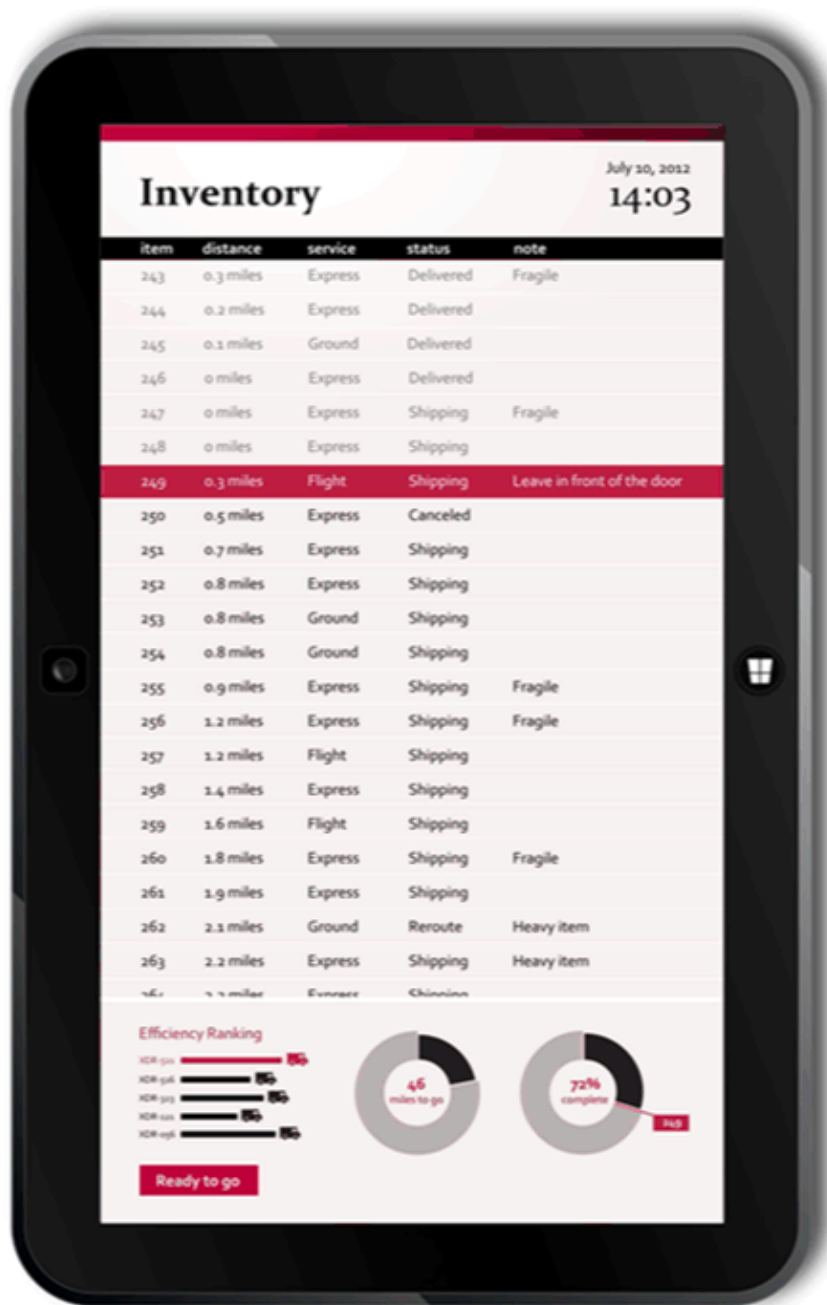 July 10, 2012
Inventory 14:03
item distance service status note
243 0.3 miles Express Delivered Fragile
244 0.2 miles Express Delivered
245 0.1 miles Ground Delivered
246 0 miles Express Delivered
247 0 miles Express Shipping Fragile
248 0 miles Express Shipping
249 0.3 miles Flight Shipping Leave in front of the door
250 0.5 miles Express Canceled
251 0.7 miles Express Shipping
252 0.8 miles Express Shipping
253 0.8 miles Ground Shipping
254 0.8 miles Ground Shipping
255 0.9 miles Express Shipping Fragile
256 1.2 miles Express Shipping Fragile
257 1.2 miles Flight Shipping
258 1.4 miles Express Shipping
259 1.6 miles Flight Shipping
260 1.8 miles Express Shipping Fragile
261 1.9 miles Express Shipping
262 2.1 miles Ground Reroute Heavy item
263 2.2 miles Express Shipping Heavy item
miles Express Shipping
Efficiency Ranking
46
miles to go
72%
complete
249
Ready to go